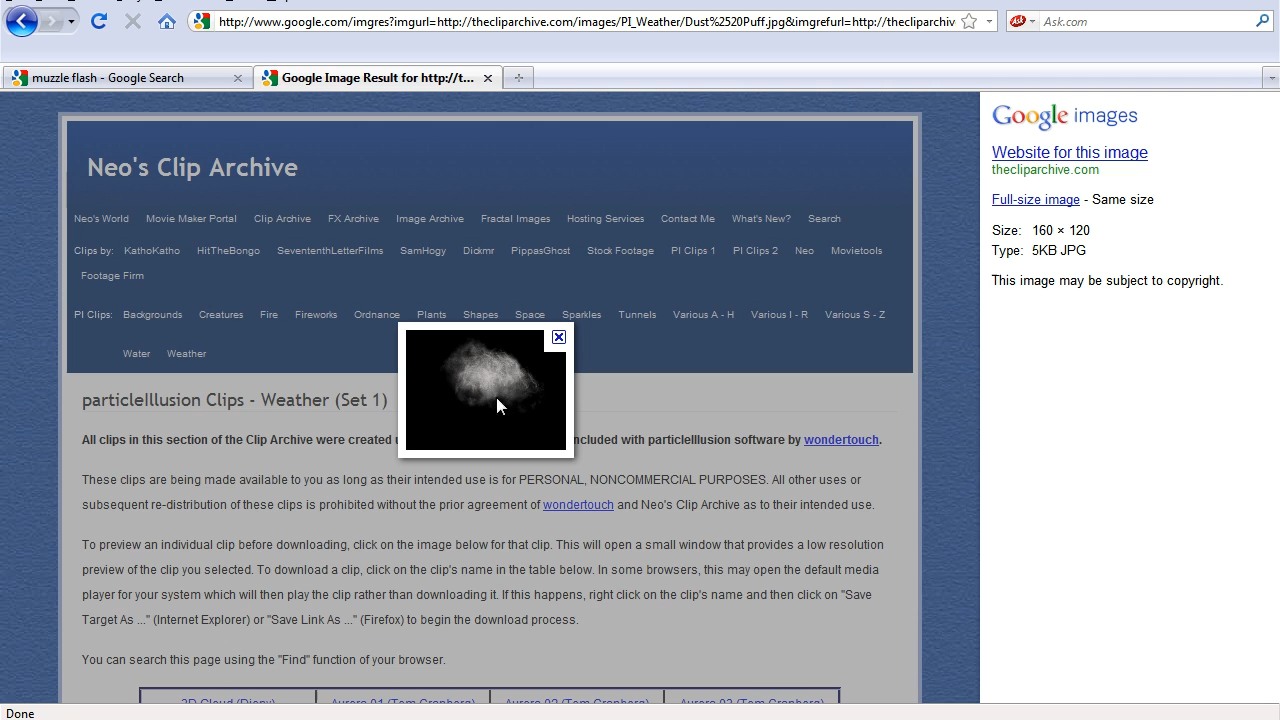 http://www.google.com/imgres?imgurl=http://thecliparchive.com/images/PI_Weather/Dust%2520Puff.jpg&imgrefurl=http://thecliparchiv
Ask
Ask.com
muzzle flash - Google Search
Google Image Result for http://t...
Neo's Clip Archive
Neo's World Movie Maker Portal Clip Archive FX Archive Image Archive Fractal Images Hosting Services Contact Me What's New? Search
Clips by: KathoKatho HitTheBongo SevententhLetterFilms SamHogy Dickmr PippasGhost Stock Footage PI Clips 1 PI Clips 2 Neo Movietools
Footage Firm
PI Clips: Backgrounds Creatures Fire Fireworks Ordnance Plants Shapes Space Sparkles Tunnels Various A - H Various I - R Various S - Z
Water Weather
particleIllusion Clips - Weather (Set 1)
All clips in this section of the Clip Archive were created included with particleIllusion software by wondertouch.
These clips are being made available to you as long as their intended use is for PERSONAL, NONCOMMERCIAL PURPOSES. All other uses or
subsequent re-distribution of these clips is prohibited without the prior agreement of wondertouch and Neo's Clip Archive as to their intended use.
To preview an individual clip before downloading, click on the image below for that clip. This will open a small window that provides a low resolution
preview of the clip you selected. To download a clip, click on the clip's name in the table below. In some browsers, this may open the default media
player for your system which will then play the clip rather than downloading it. If this happens, right click on the clip's name and then click on "Save
Target As ..." (Internet Explorer) or "Save Link As ..." (Firefox) to begin the download process.
You can search this page using the "Find" function of your browser.
Google images
Website for this image
thecliparchive.com
Full-size image - Same size
Size: 160 × 120
Type: 5KB JPG
This image may be subject to copyright.
Done